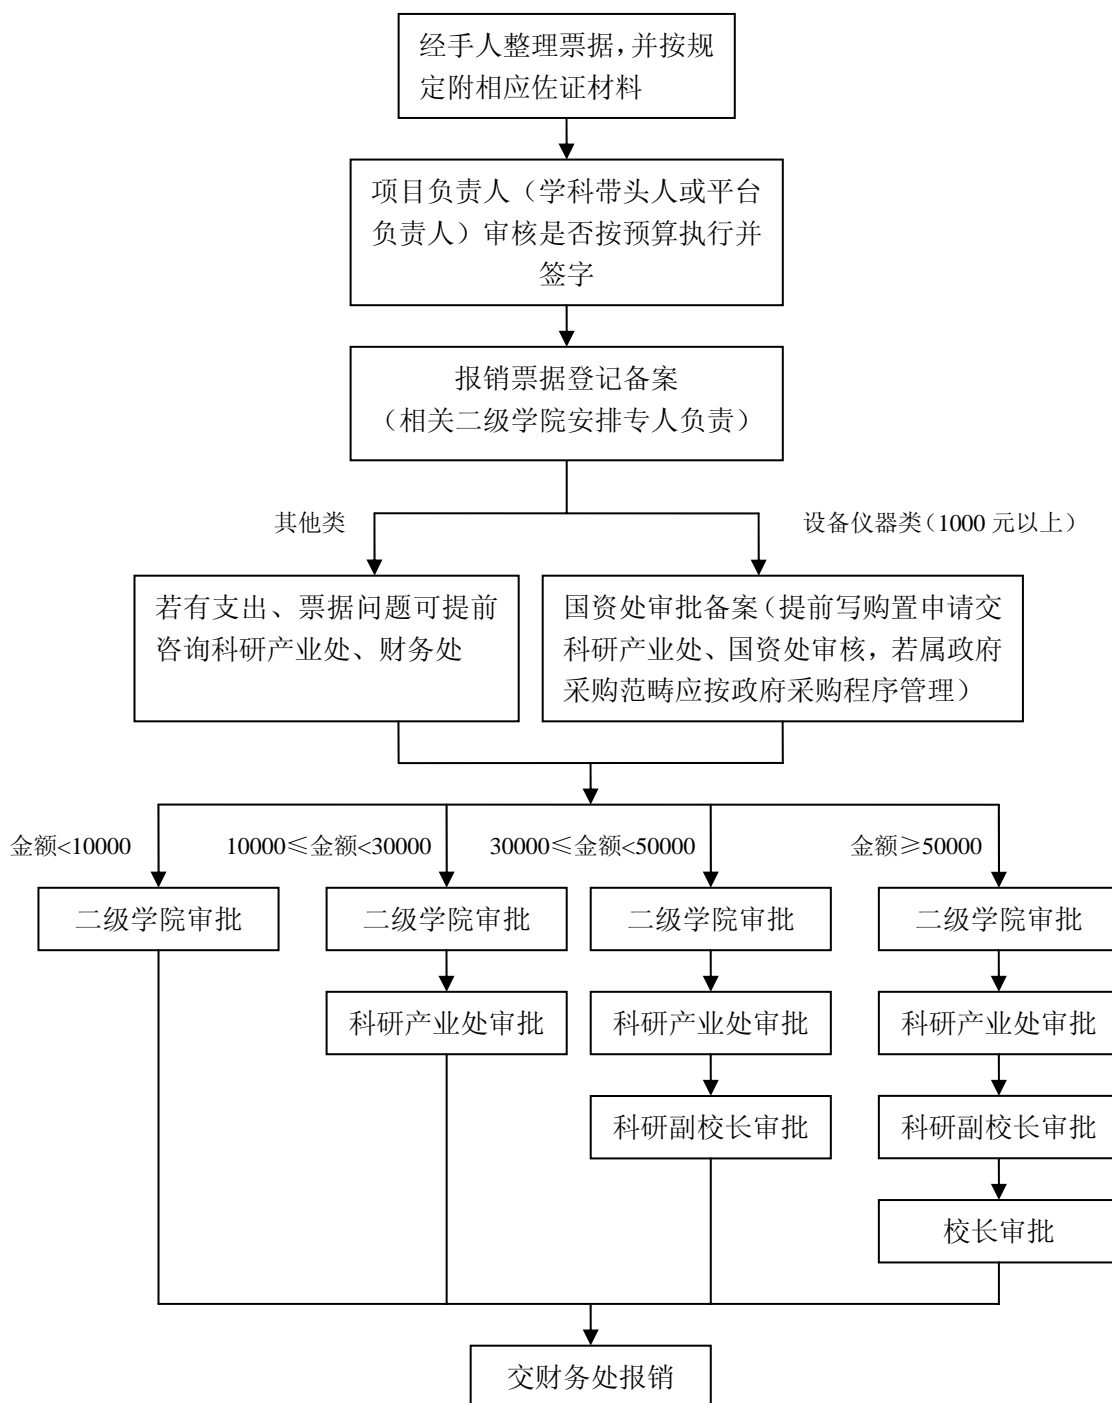 经手人整理票据，并按规
定附相应佐证材料
项目负责人（学科带头人或平台
负责人）审核是否按预算执行并
签字
报销票据登记备案
（相关二级学院安排专人负责）
其他类
设备仪器类（1000 元以上）
若有支出、票据问题可提前
咨询科研产业处、财务处
国资处审批备案（提前写购置申请交
科研产业处、国资处审核，若属政府
采购范畴应按政府采购程序管理）
金额<10000
10000≤金额<30000
30000≤金额<50000
金额≥50000
二级学院审批
二级学院审批
二级学院审批
二级学院审批
科研产业处审批
科研产业处审批
科研产业处审批
科研副校长审批
科研副校长审批
校长审批
交财务处报销